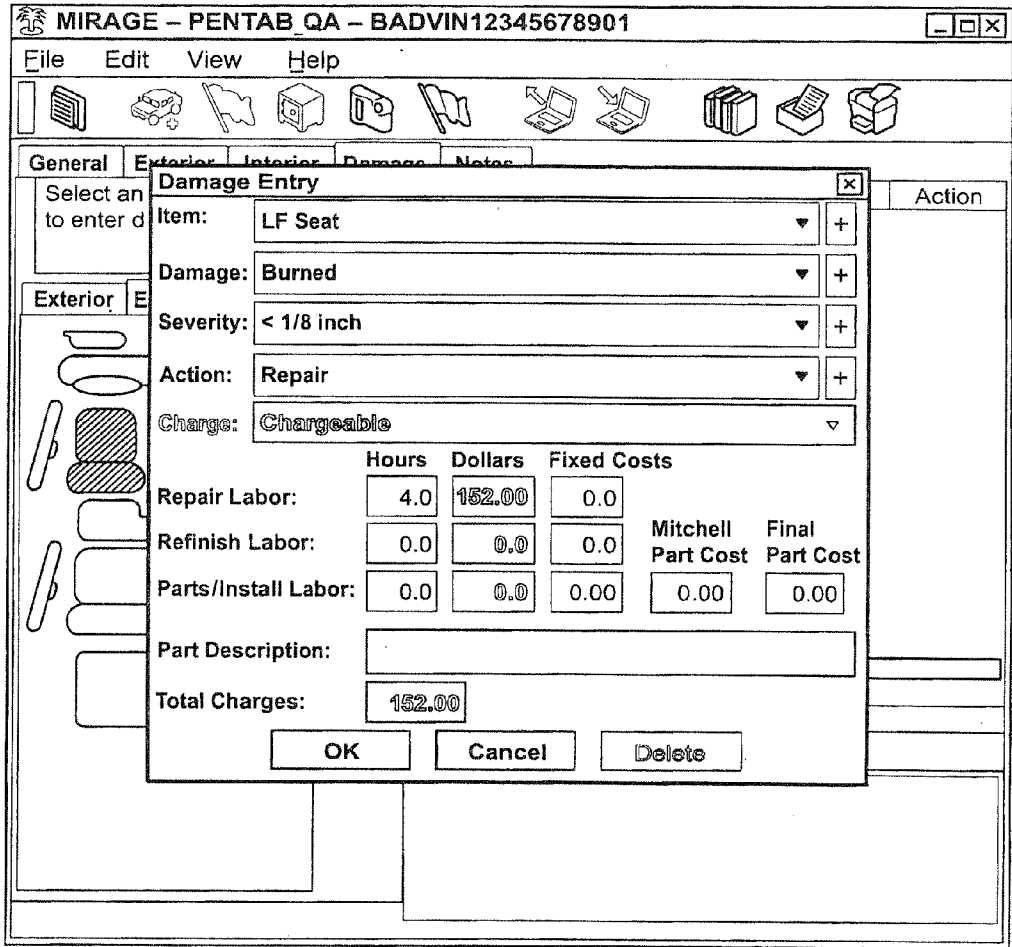 MIRAGE – PENTAB_QA – BADVIN12345678901
File Edit View Help
General Exterior Interior Damage Notes
Select an
to enter d
Action
Exterior E
Damage Entry
Item: LF Seat
Damage: Burned
Severity: < 1/8 inch
Action: Repair
Charge: Chargeable
Hours Dollars Fixed Costs
Repair Labor: 4.0 152.00 0.0
Mitchell Part Cost Final Part Cost
Refinish Labor: 0.0 0.0 0.0
Parts/Install Labor: 0.0 0.0 0.00 0.00 0.00
Part Description:
Total Charges: 152.00
OK Cancel Delete